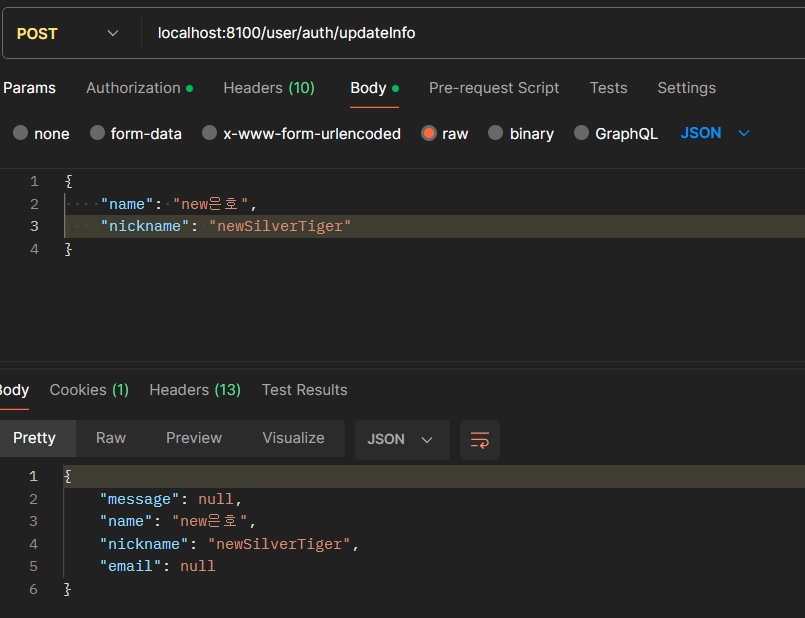 POST localhost:8100/user/auth/updateInfo
Params Authorization Headers (10) Body Pre-request Script Tests Settings
none form-data x-www-form-urlencoded raw binary GraphQL JSON
1 {
2 "name": "new은호",
3 "nickname": "newSilverTiger"
4 }
Body Cookies (1) Headers (13) Test Results
Pretty Raw Preview Visualize JSON
1 {
2 "message": null,
3 "name": "new은호",
4 "nickname": "newSilverTiger",
5 "email": null
6 }